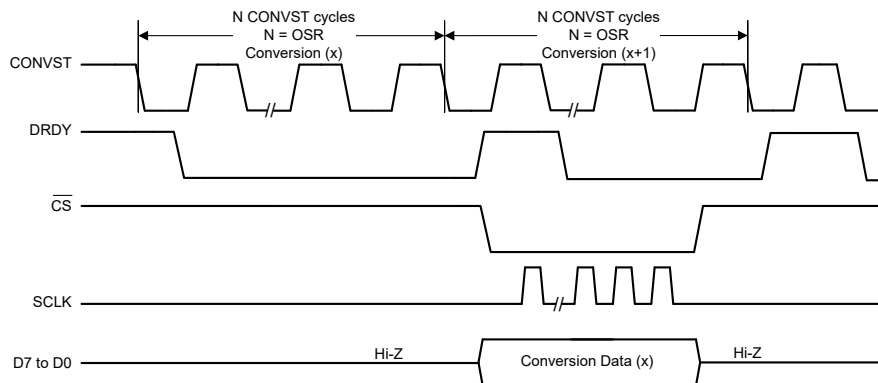 N CONVST cycles
N = OSR
Conversion (x)
N CONVST cycles
N = OSR
Conversion (x+1)
CONVST
DRDY
CS
SCLK
D7 to D0
Hi-Z
Conversion Data (x)
Hi-Z